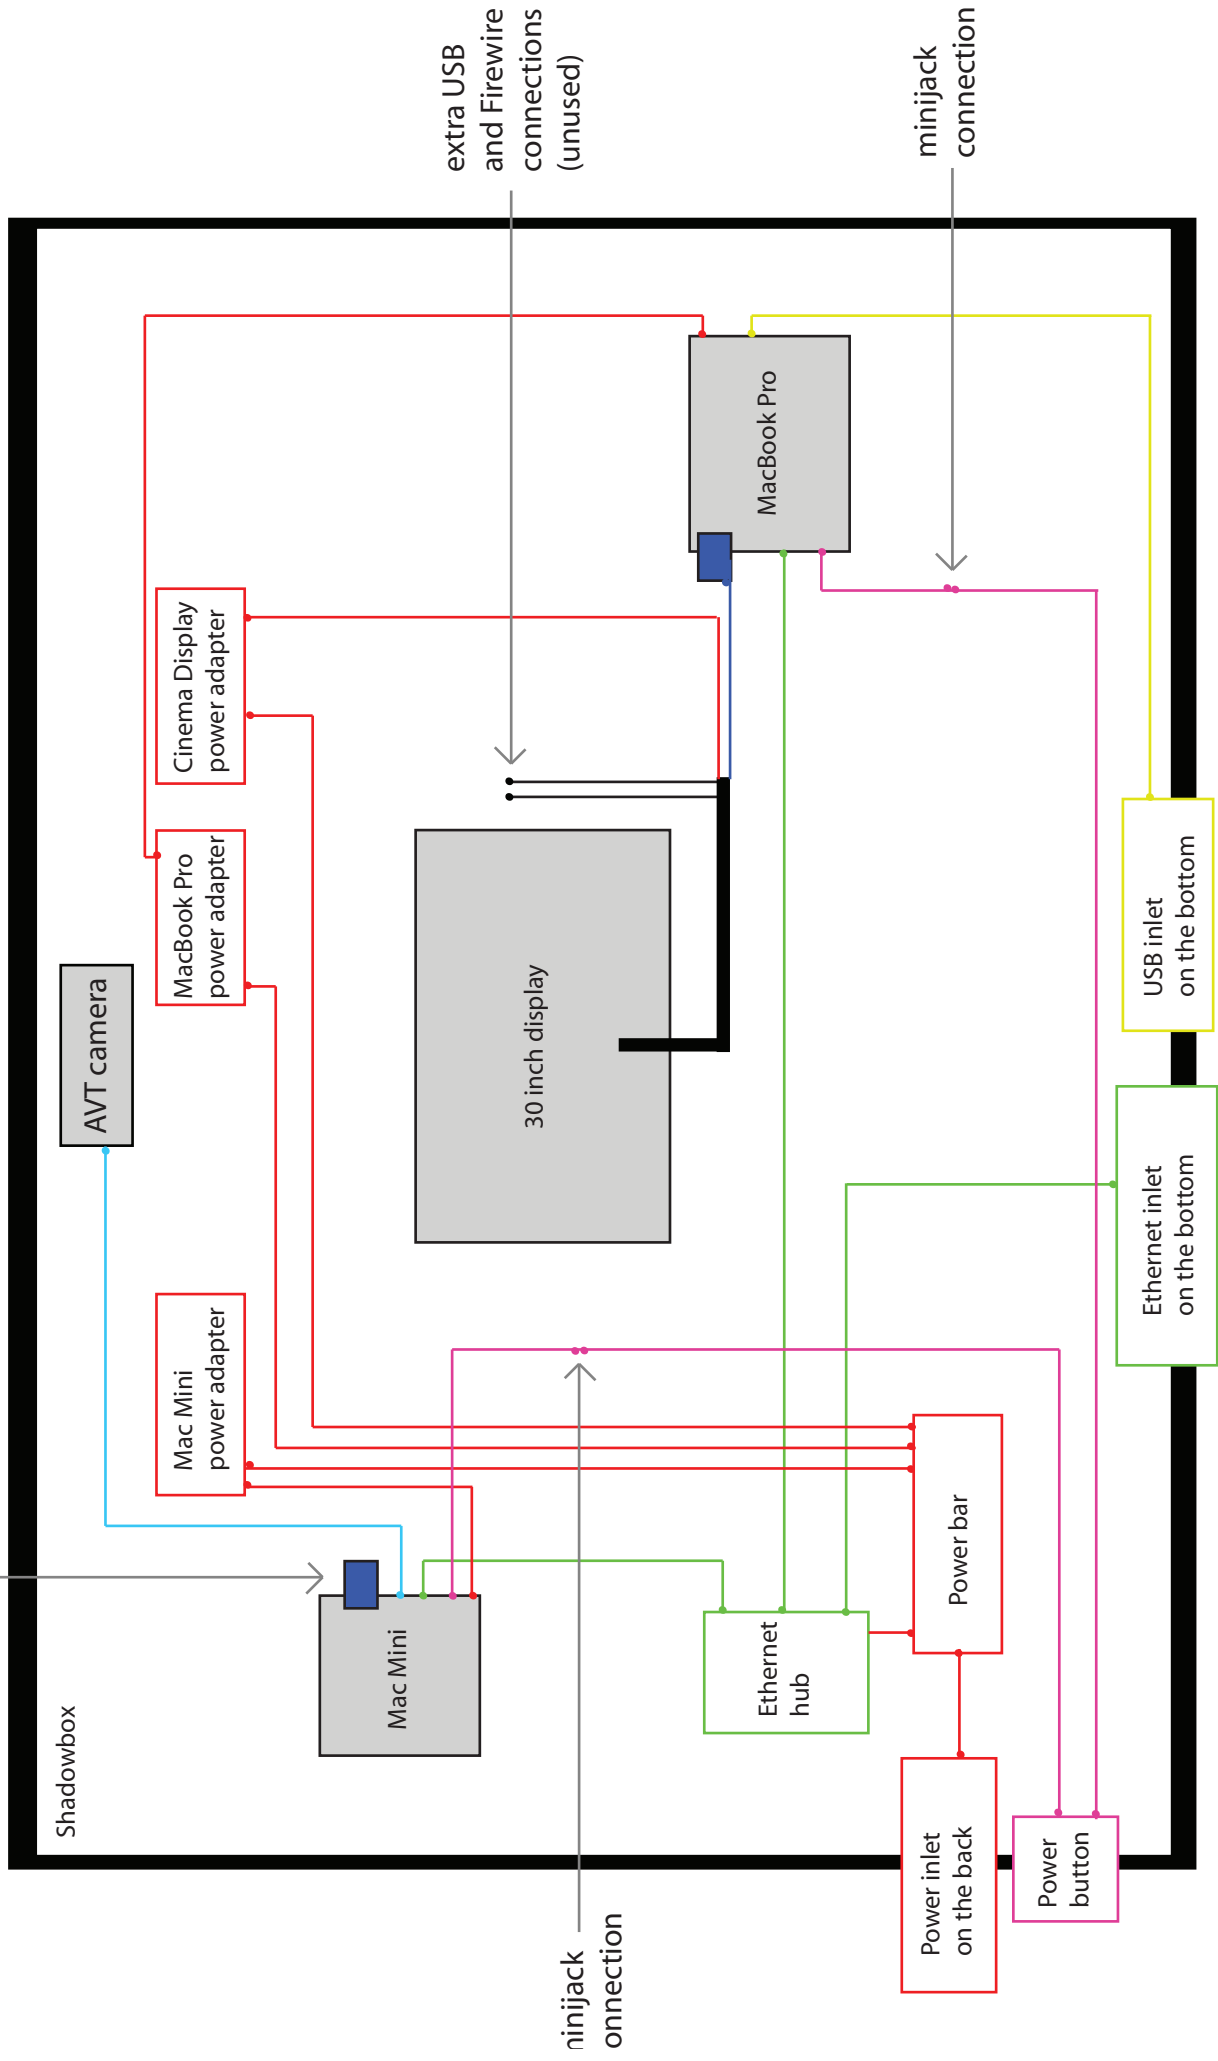 extra USB
and Firewire
connections
(unused)
minijack
connection
Shadowbox
AVT camera
Mac Mini
power adapter
MacBook Pro
power adapter
Cinema Display
power adapter
Mac Mini
30 inch display
MacBook Pro
Ethernet
hub
Power bar
Power inlet
on the back
Power
button
Ethernet inlet
on the bottom
USB inlet
on the bottom
inijack
onnection